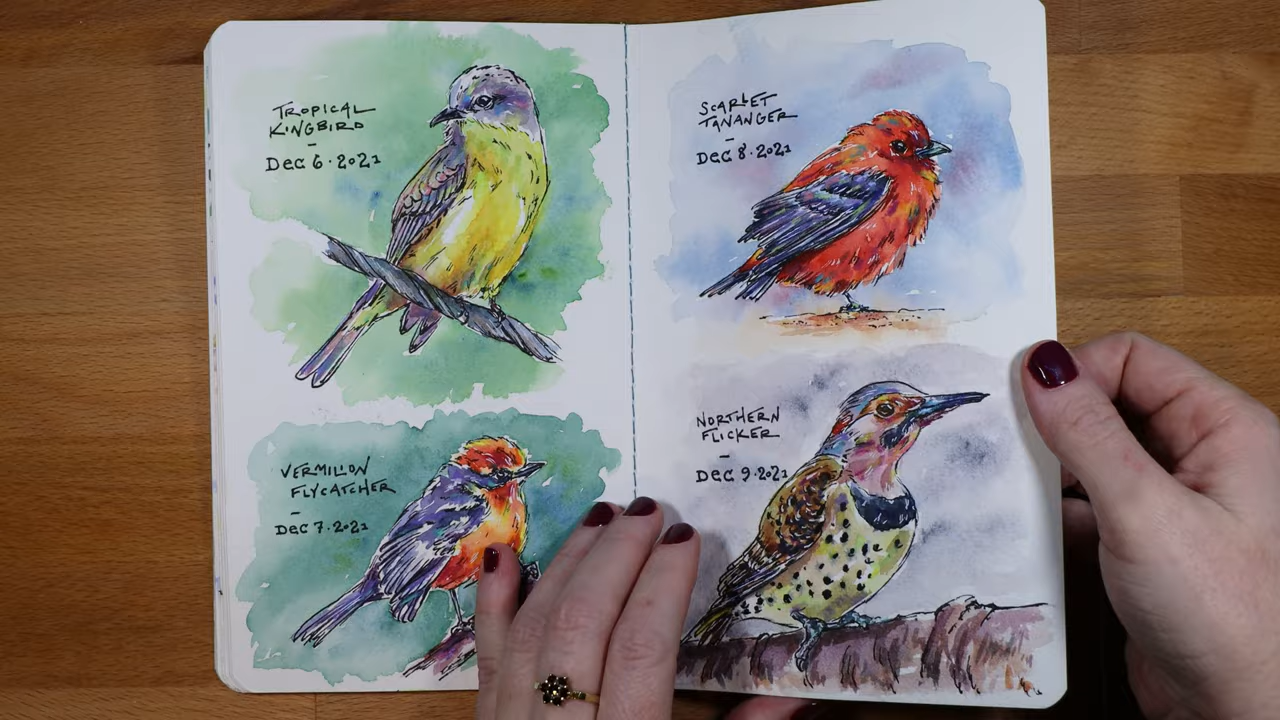 TROPICAL
KINGBIRD
-
Dec 6 · 2021
VERMILION
FLYCATCHER
-
Dec 7 · 2021
SCARLET
TANANGER
-
Dec 8 · 2021
NORTHERN
FLICKER
-
Dec 9 · 2021